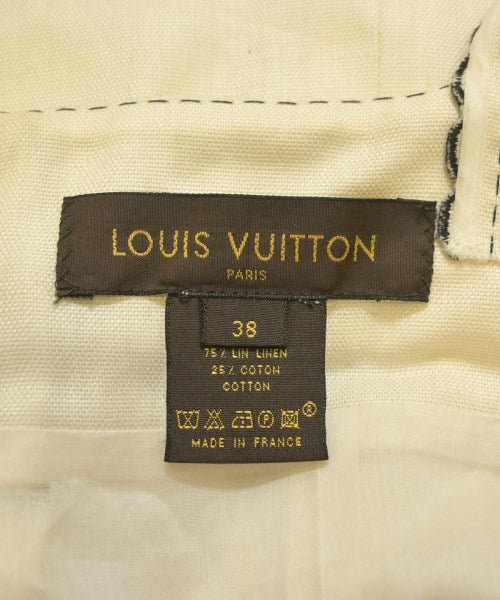 LOUIS VUITTON
PARIS
38
75% LIN LINEN
25% COTON
COTTON
P ®
MADE IN FRANCE